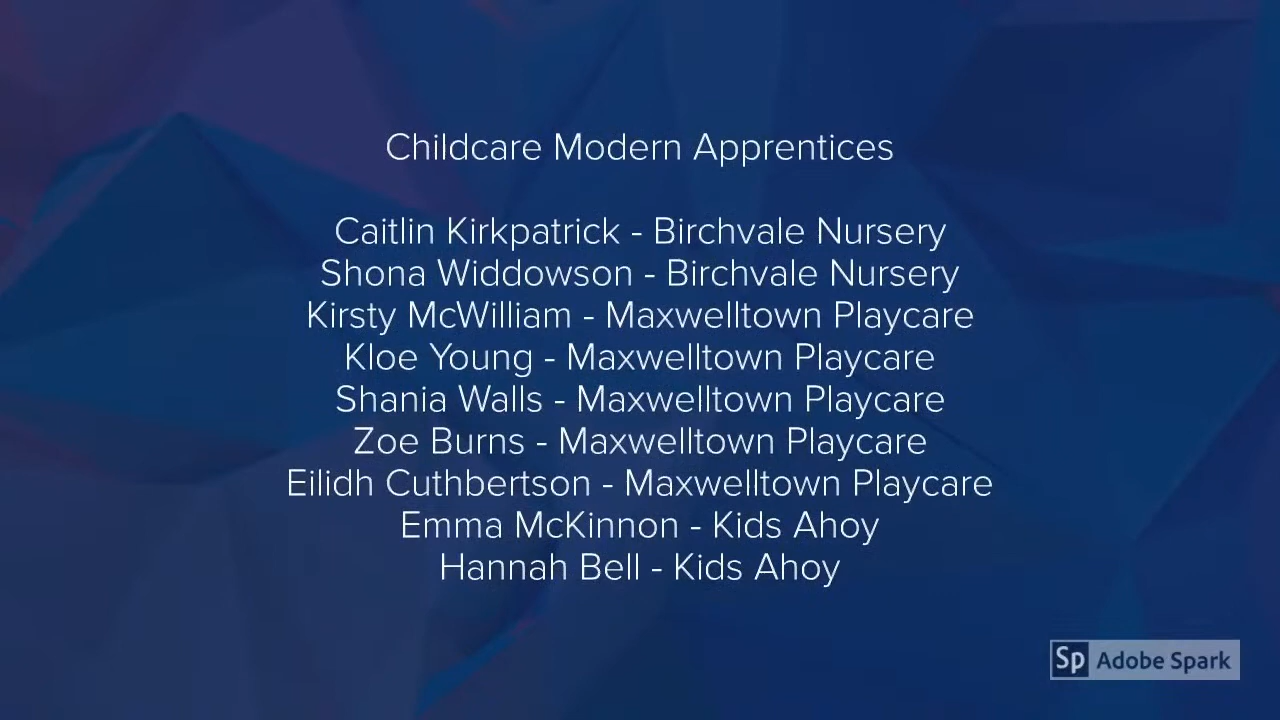 Childcare Modern Apprentices
Caitlin Kirkpatrick - Birchvale Nursery
Shona Widdowson - Birchvale Nursery
Kirsty McWilliam - Maxwelltown Playcare
Kloe Young - Maxwelltown Playcare
Shania Walls - Maxwelltown Playcare
Zoe Burns - Maxwelltown Playcare
Eilidh Cuthbertson - Maxwelltown Playcare
Emma McKinnon - Kids Ahoy
Hannah Bell - Kids Ahoy
Sp Adobe Spark